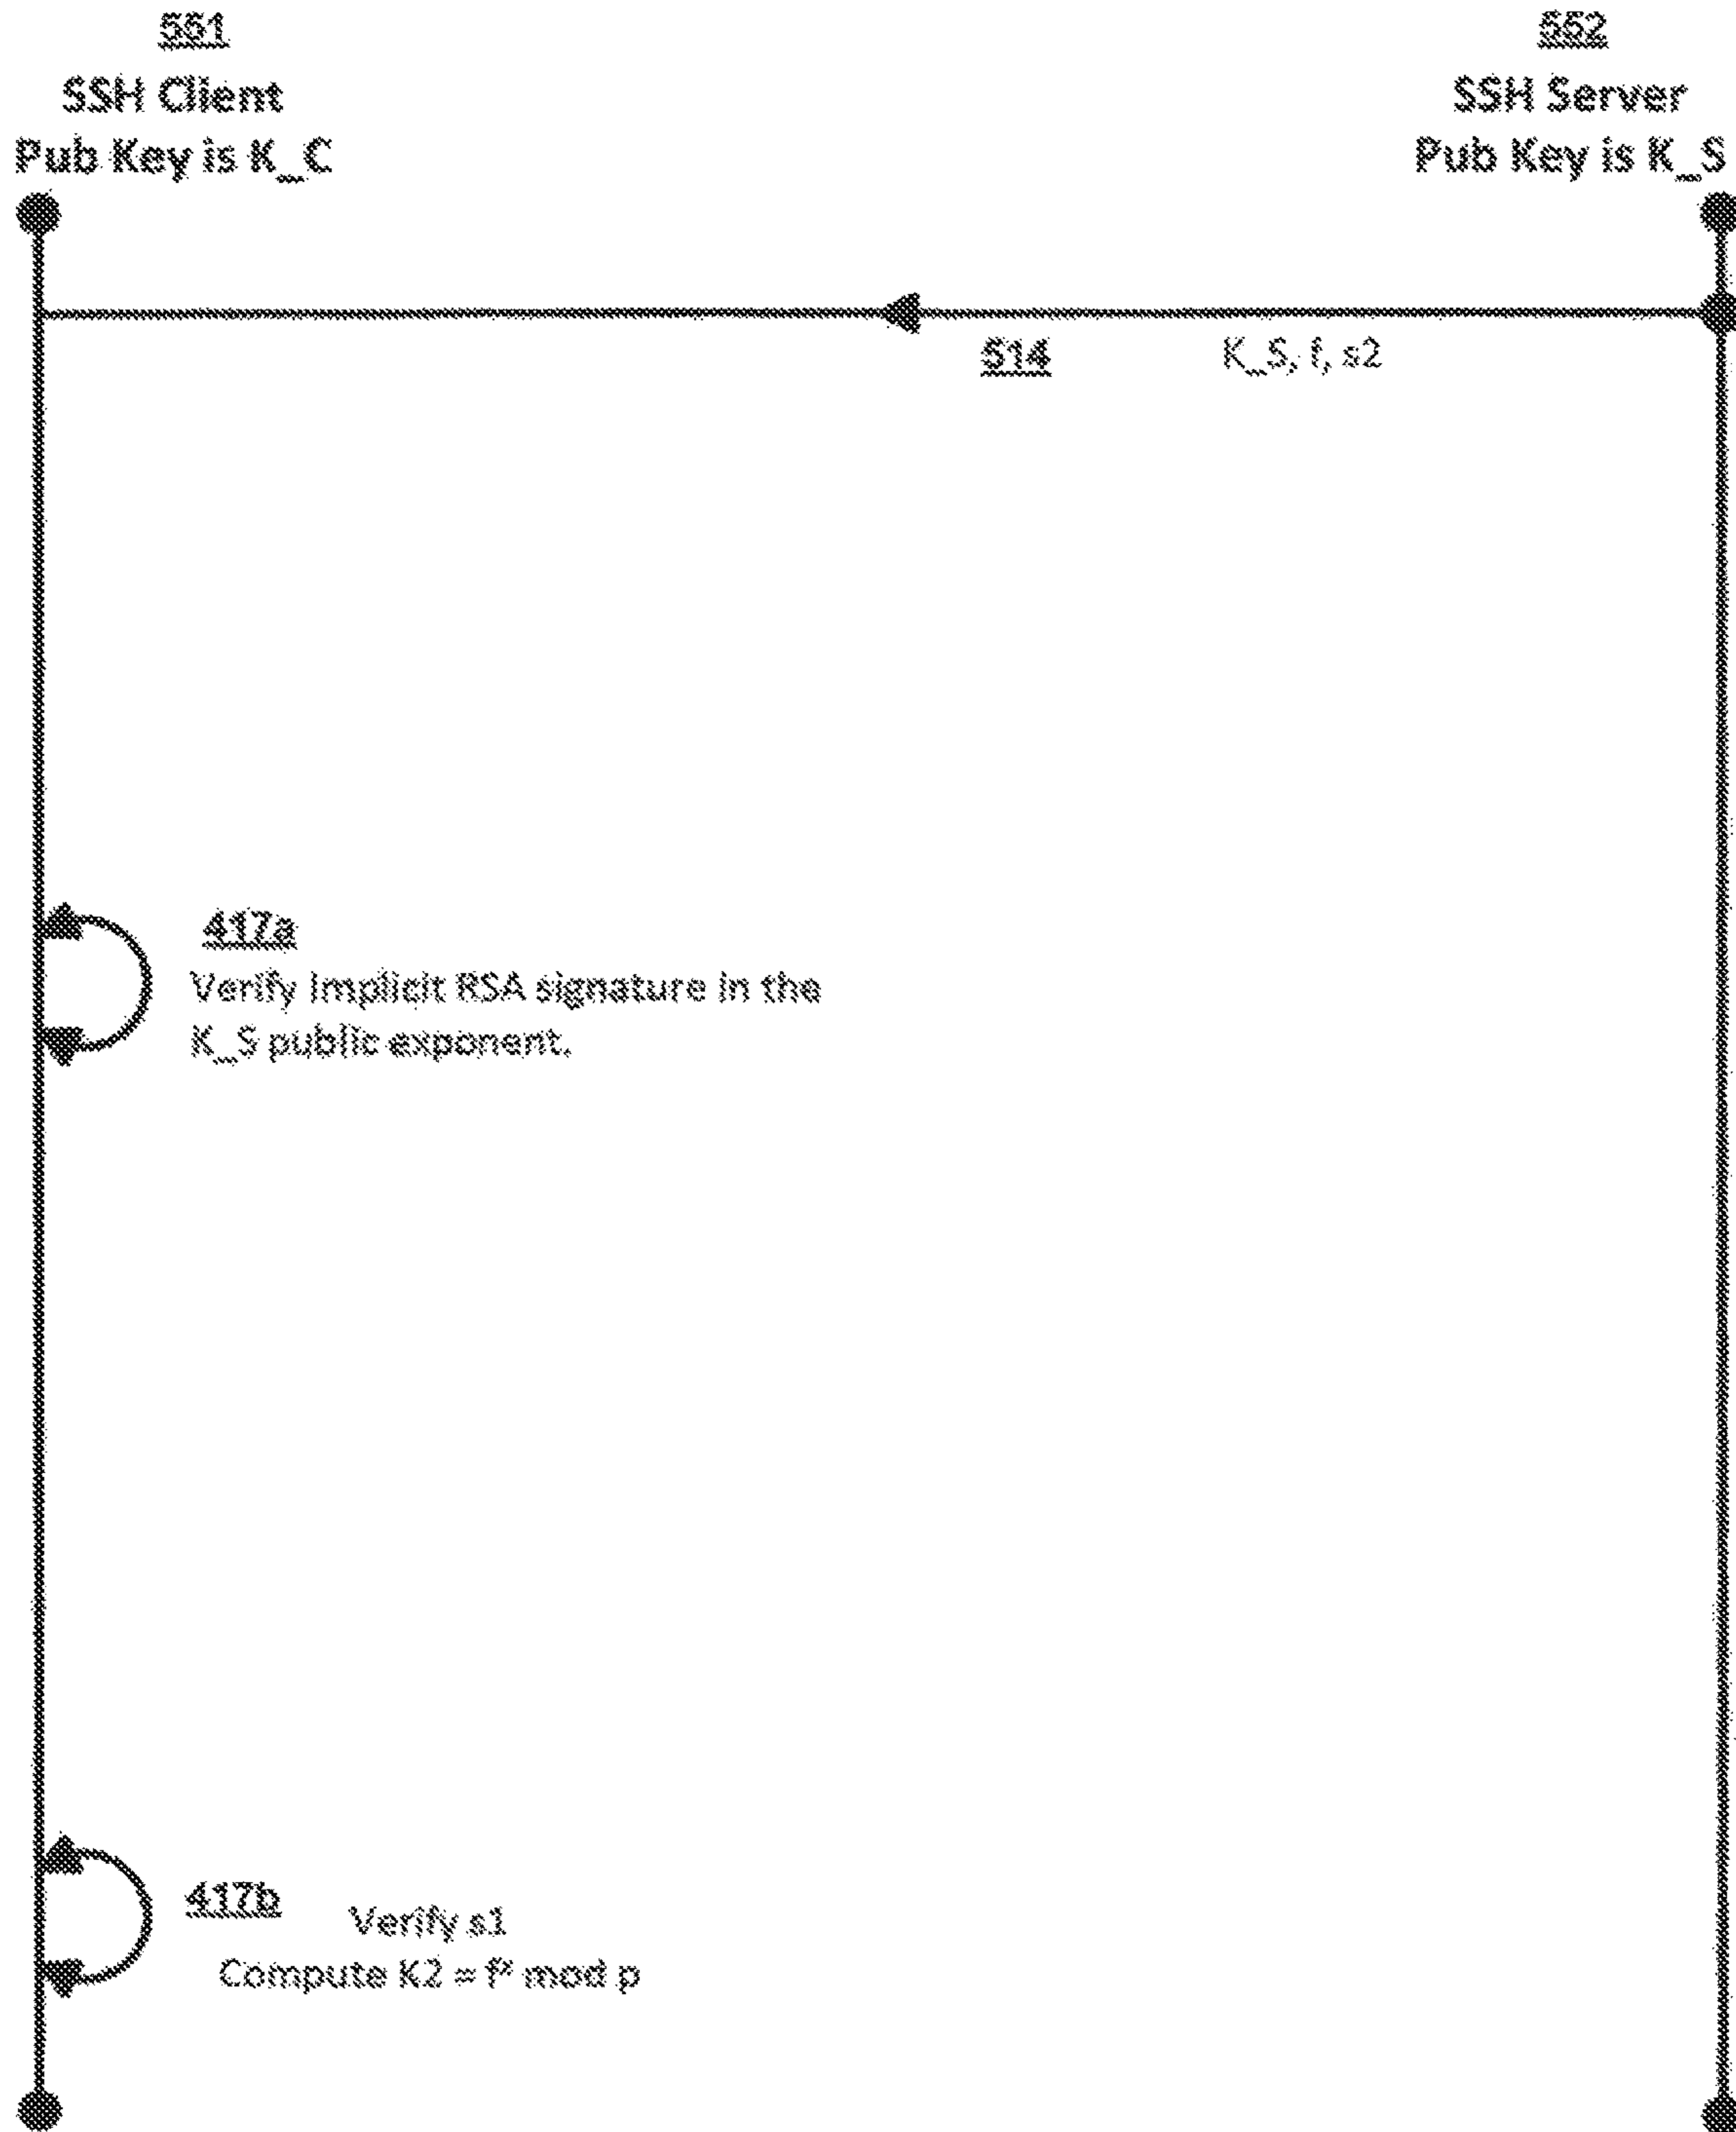 551
SSH Client
Pub Key is K_C
552
SSH Server
Pub Key is K_S
514
K_S, f, s2
417a
Verify Implicit RSA signature in the
K_S public exponent.
417b
Verify s1
Compute K2 = f mod p